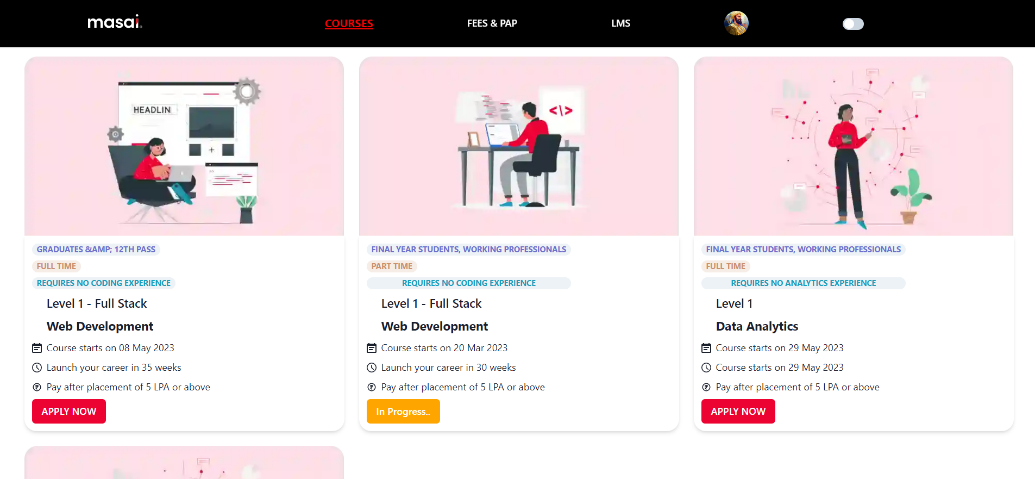 masai.
COURSES
FEES & PAP
LMS
HEADLIN
</>
GRADUATES &AMP; 12TH PASS
FULL TIME
REQUIRES NO CODING EXPERIENCE
Level 1 - Full Stack
Web Development
Course starts on 08 May 2023
Launch your career in 35 weeks
Pay after placement of 5 LPA or above
APPLY NOW
FINAL YEAR STUDENTS, WORKING PROFESSIONALS
PART TIME
REQUIRES NO CODING EXPERIENCE
Level 1 - Full Stack
Web Development
Course starts on 20 Mar 2023
Launch your career in 30 weeks
Pay after placement of 5 LPA or above
In Progress..
FINAL YEAR STUDENTS, WORKING PROFESSIONALS
FULL TIME
REQUIRES NO ANALYTICS EXPERIENCE
Level 1
Data Analytics
Course starts on 29 May 2023
Course starts on 29 May 2023
Pay after placement of 5 LPA or above
APPLY NOW